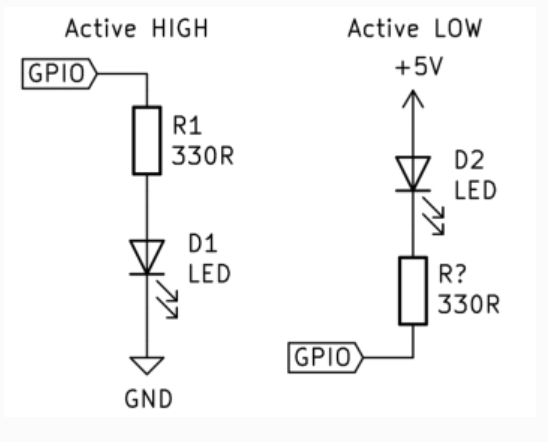 Active HIGH
GPIO
R1
330R
D1
LED
GND
Active LOW
+5V
D2
LED
R?
330R
GPIO